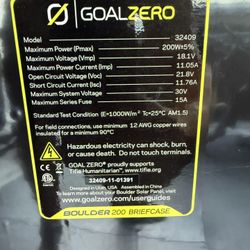 GOALZERO
Model 32409
Maximum Power (Pmax) 200W±5%
Maximum Voltage (Vmp) 18.1V
Maximum Power Current (Imp) 11.05A
Open Circuit Voltage (Voc) 21.8V
Short Circuit Current (Isc) 11.76A
Maximum System Voltage 30V
Maximum Series Fuse 15A
Standard Test Condition (E=1000W/m² Tc=25°C AM1.5)
For field connections, use minimum 12 AWG copper wires
insulated for a minimum 90°C
Hazardous electricity can shock, burn,
or cause death. Do not touch terminals.
GOAL ZERO® proudly supports
Tifie Humanitarian™ www.tifie.org
32409-11-01391
Designed in Utah, USA Assembled in China
To learn more about your Boulder Solar Panel, visit
www.goalzero.com/userguides
BOULDER 200 BRIEFCASE